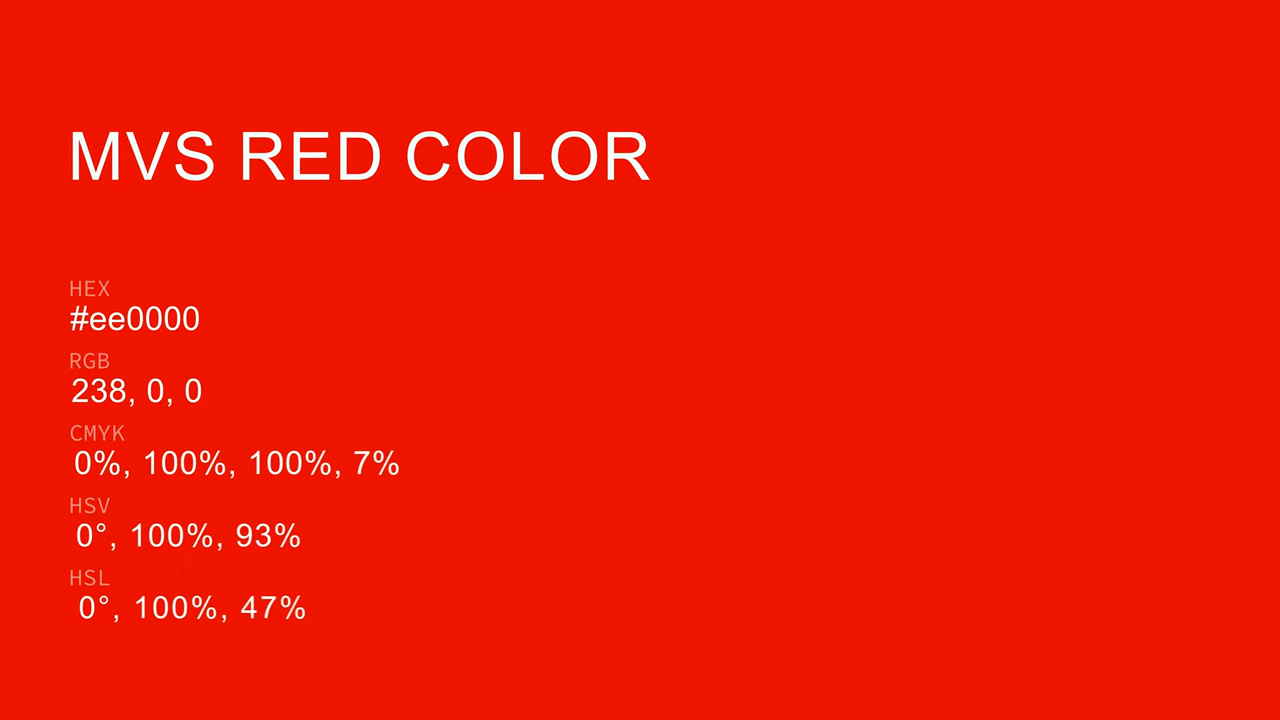 MVS RED COLOR
HEX
#ee0000
RGB
238, 0, 0
CMYK
0%, 100%, 100%, 7%
HSV
0°, 100%, 93%
HSL
0°, 100%, 47%